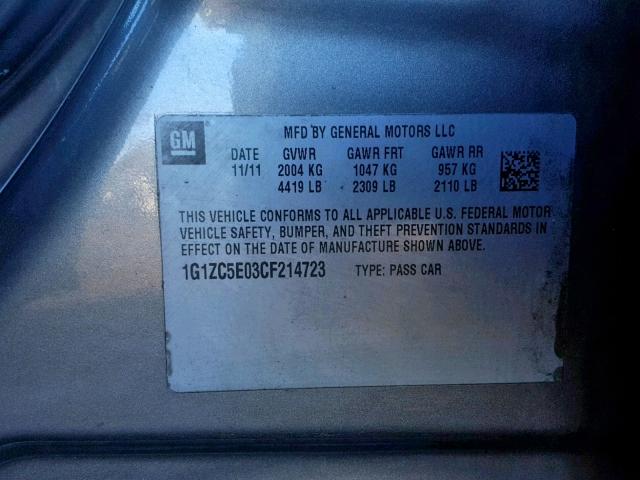 GM
MFD BY GENERAL MOTORS LLC
DATE GVWR GAWR FRT GAWR RR
11/11 2004 KG 1047 KG 957 KG
4419 LB 2309 LB 2110 LB
THIS VEHICLE CONFORMS TO ALL APPLICABLE U.S. FEDERAL MOTOR
VEHICLE SAFETY, BUMPER, AND THEFT PREVENTION STANDARDS IN
EFFECT ON THE DATE OF MANUFACTURE SHOWN ABOVE.
1G1ZC5E03CF214723 TYPE: PASS CAR